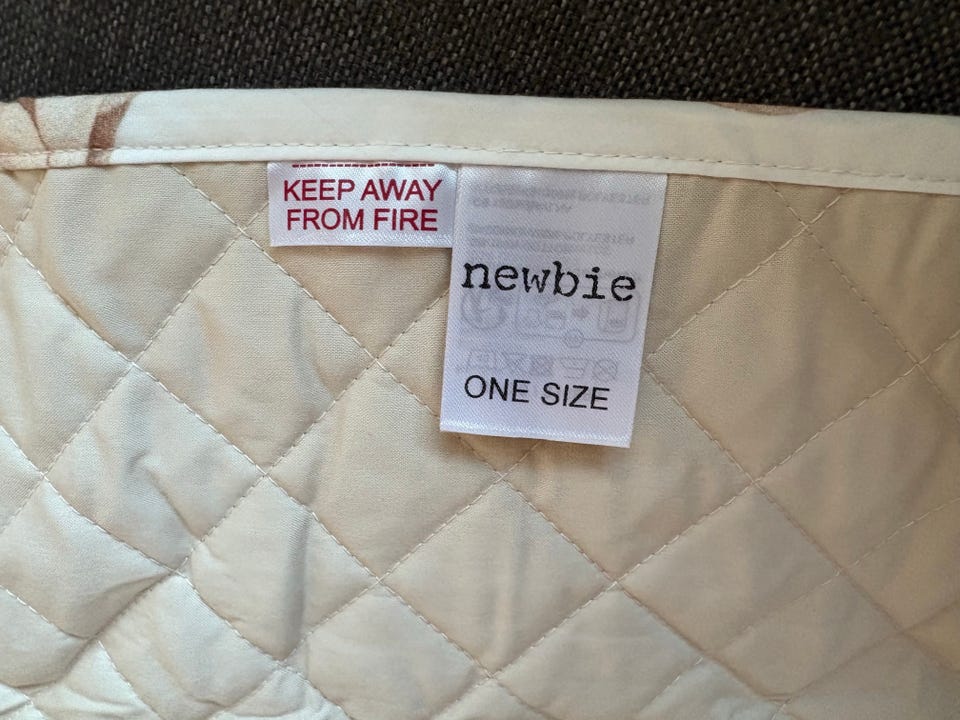 KEEP AWAY
FROM FIRE
newbie
ONE SIZE